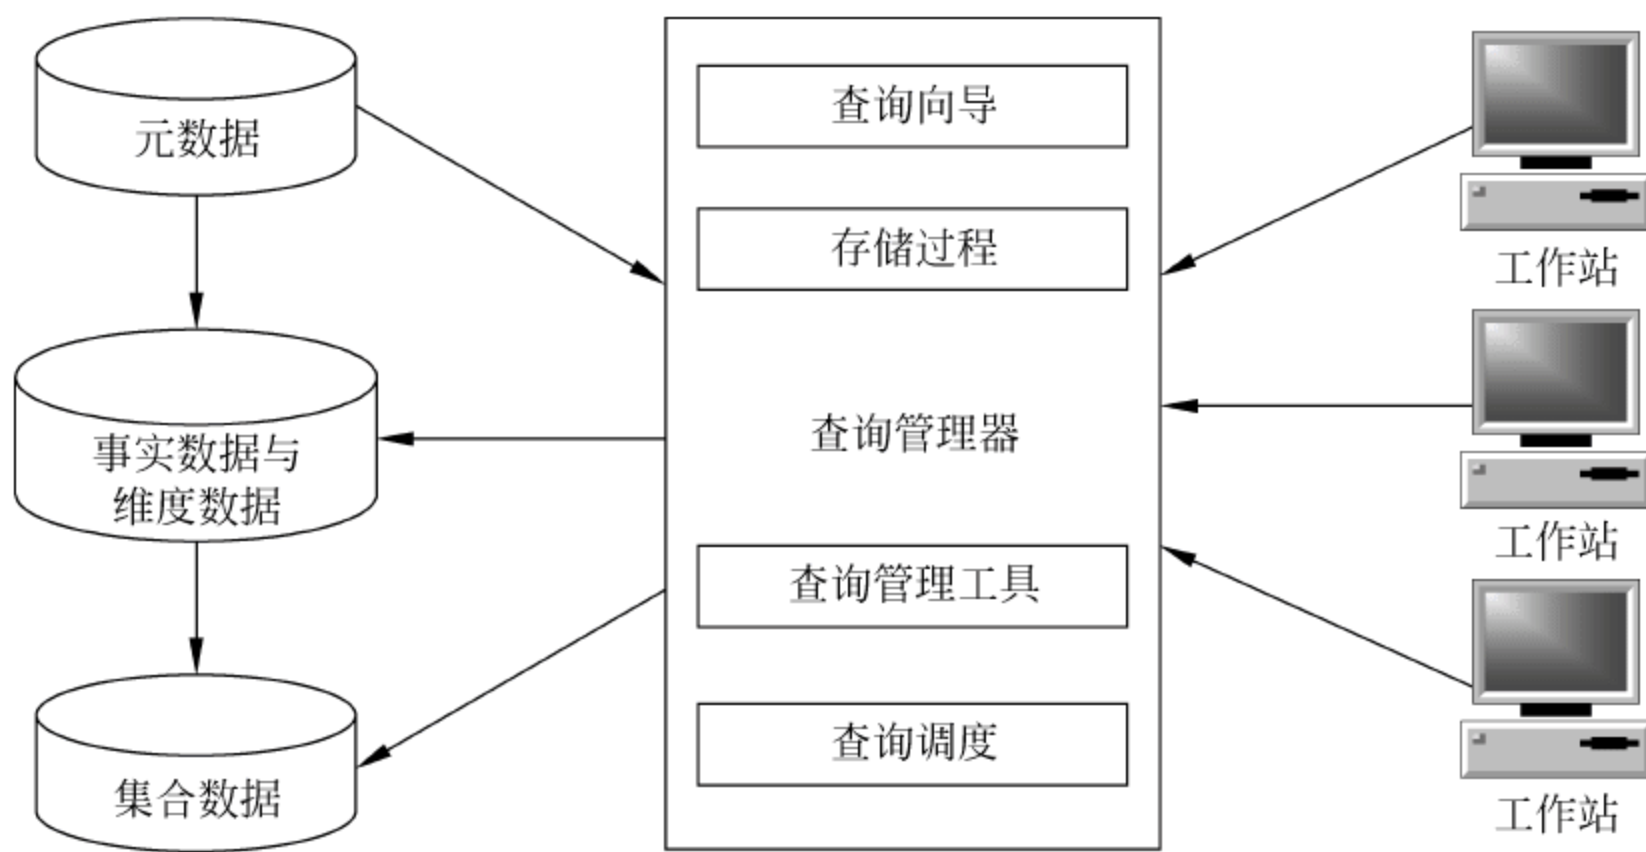 元数据
事实数据与
维度数据
集合数据
查询向导
存储过程
查询管理器
查询管理工具
查询调度
工作站
工作站
工作站